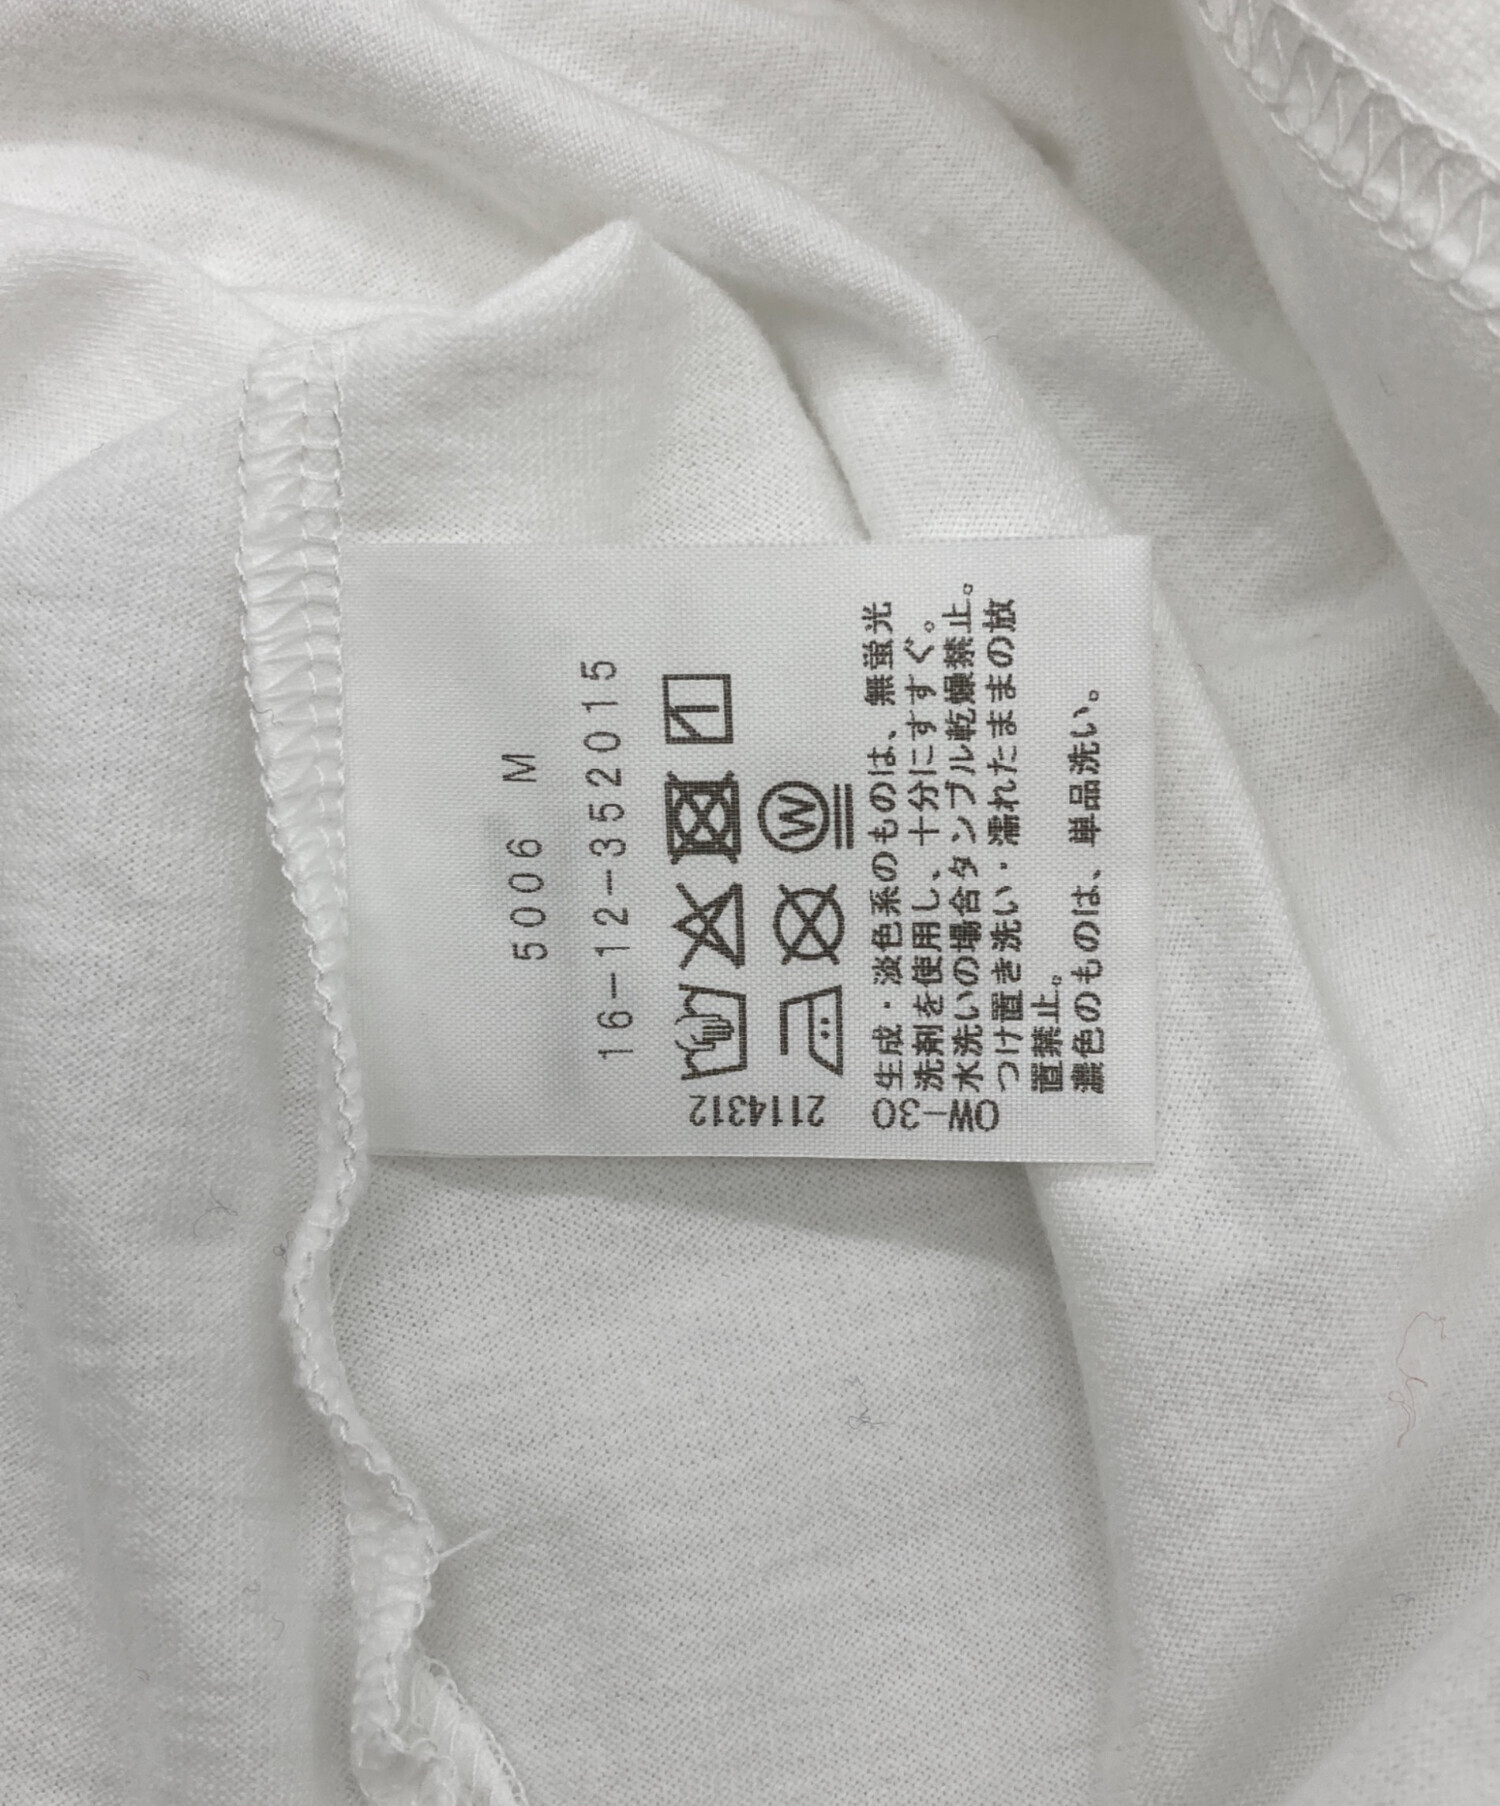 5006 M
16-12-352015
2114312
W
OW-30
生成・淡色系のものは、無蛍光
洗剤を使用し、十分にすすぐ。
水洗いの場合タンブル乾燥禁止。
つけ置き洗い・濡れたままの放
置禁止。
濃色のものは、単品洗い。